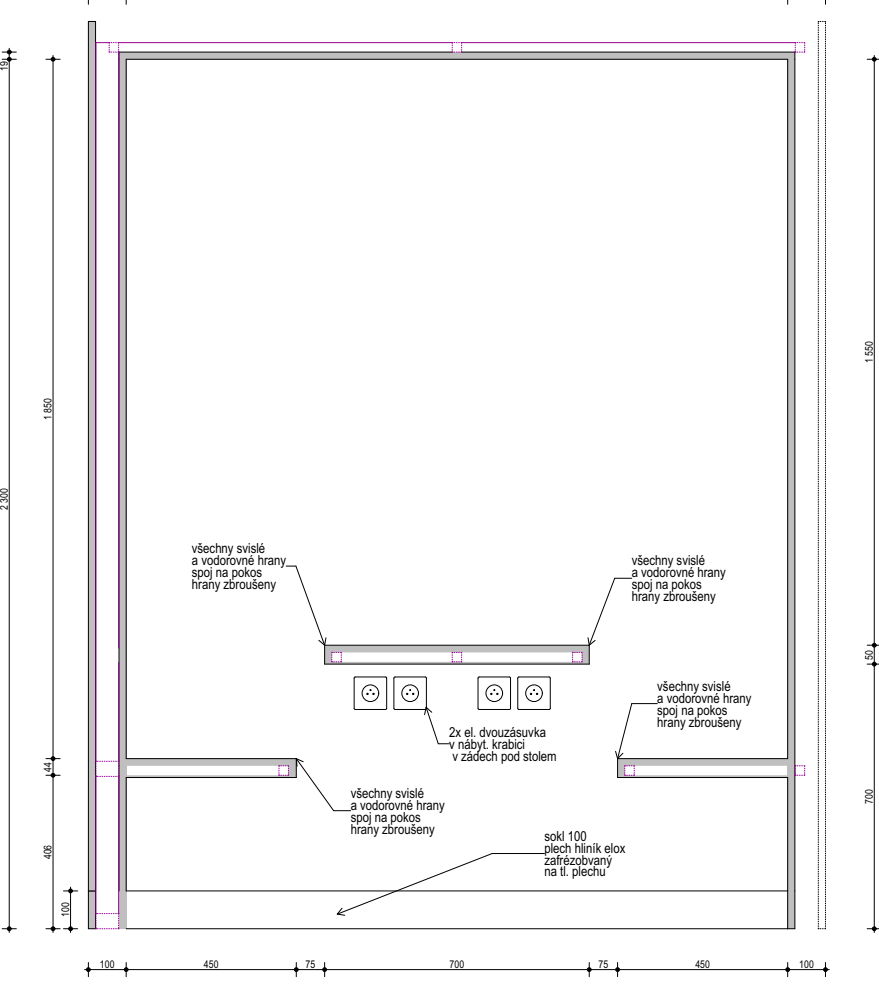 19
1 850
2 300
1 550
všechny svislé
a vodorovné hrany
spoj na pokos
hrany zbroušeny
všechny svislé
a vodorovné hrany
spoj na pokos
hrany zbroušeny
50
všechny svislé
a vodorovné hrany
spoj na pokos
hrany zbroušeny
2x el. dvouzásuvka
v nábyt. krabici
v zádech pod stolem
44
700
všechny svislé
a vodorovné hrany
spoj na pokos
hrany zbroušeny
406
sokl 100
plech hliník elox
zafrézobvaný
na tl. plechu
100
100
450
75
700
75
450
100